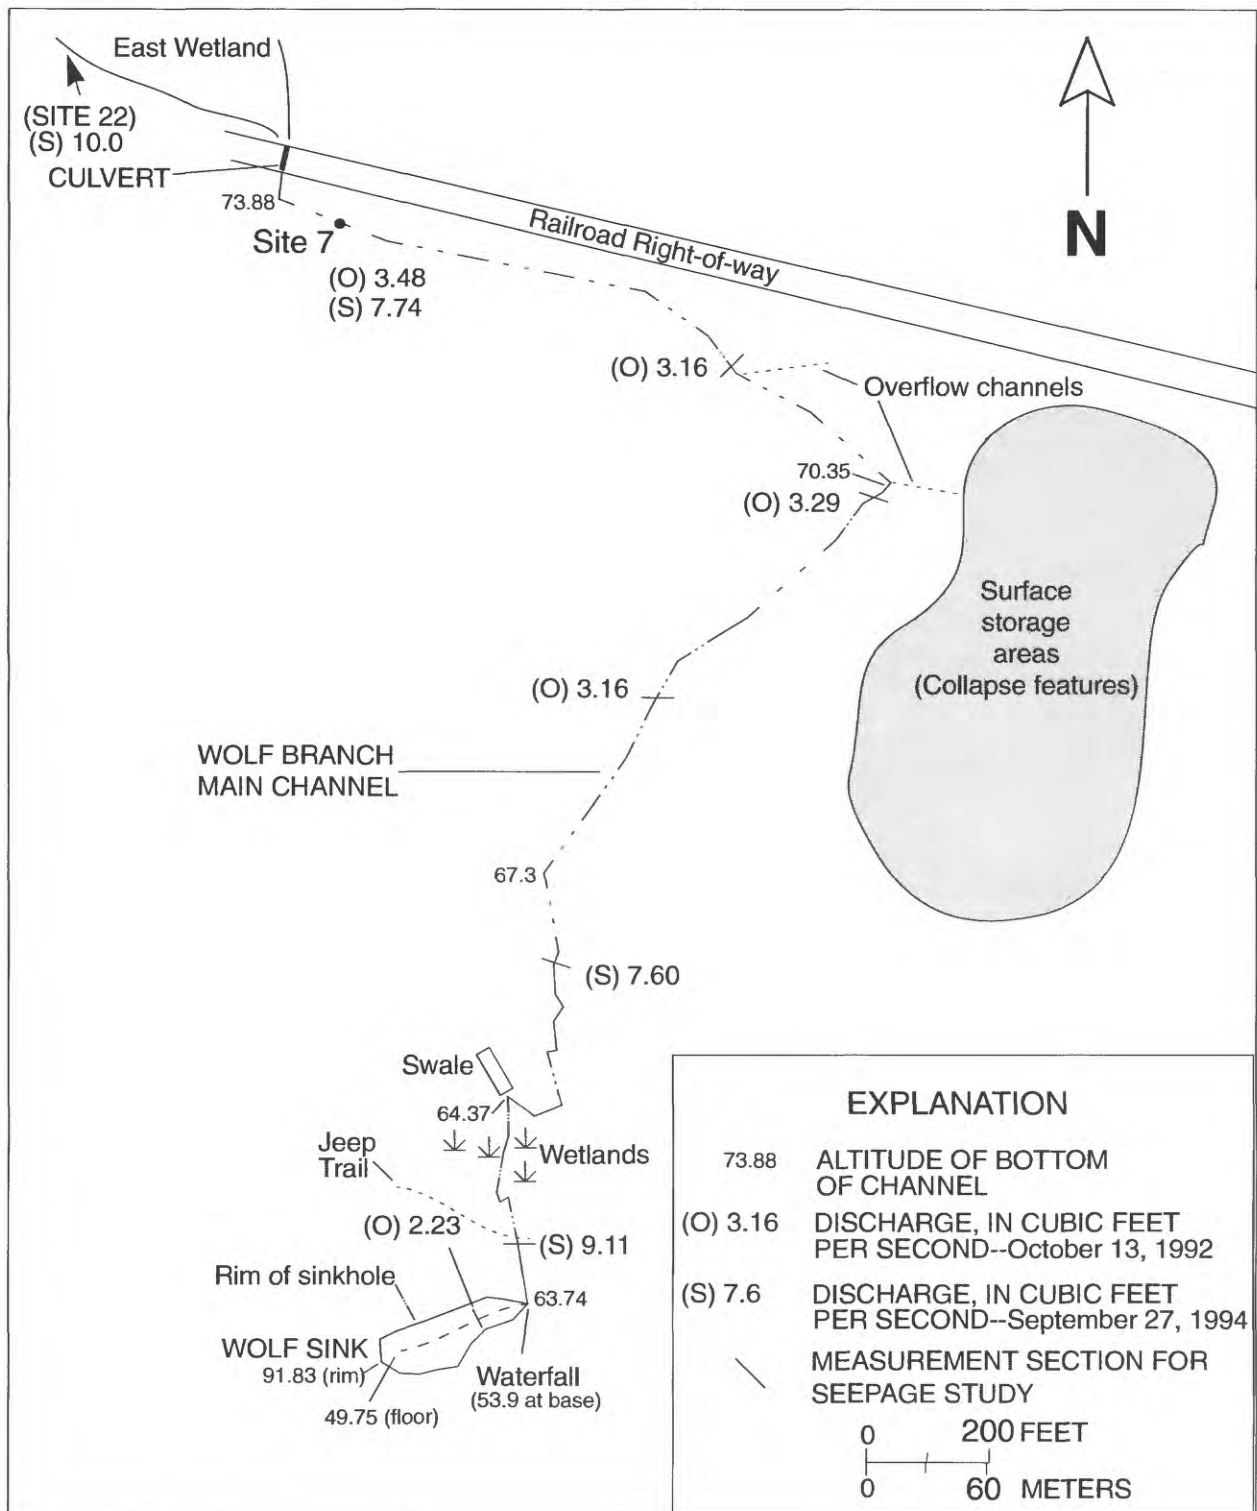 East Wetland
(SITE 22)
(S) 10.0
CULVERT
73.88
Site 7
(O) 3.48
(S) 7.74
Railroad Right-of-way
N
(O) 3.16
Overflow channels
70.35
(O) 3.29
Surface
storage
areas
(Collapse features)
(O) 3.16
WOLF BRANCH
MAIN CHANNEL
67.3
(S) 7.60
Swale
64.37
Jeep
Trail
Wetlands
(O) 2.23
(S) 9.11
Rim of sinkhole
63.74
WOLF SINK
91.83 (rim)
49.75 (floor)
Waterfall
(53.9 at base)
EXPLANATION
73.88 ALTITUDE OF BOTTOM
OF CHANNEL
(O) 3.16 DISCHARGE, IN CUBIC FEET
PER SECOND--October 13, 1992
(S) 7.6 DISCHARGE, IN CUBIC FEET
PER SECOND--September 27, 1994
MEASUREMENT SECTION FOR
SEEPAGE STUDY
0 200 FEET
0 60 METERS